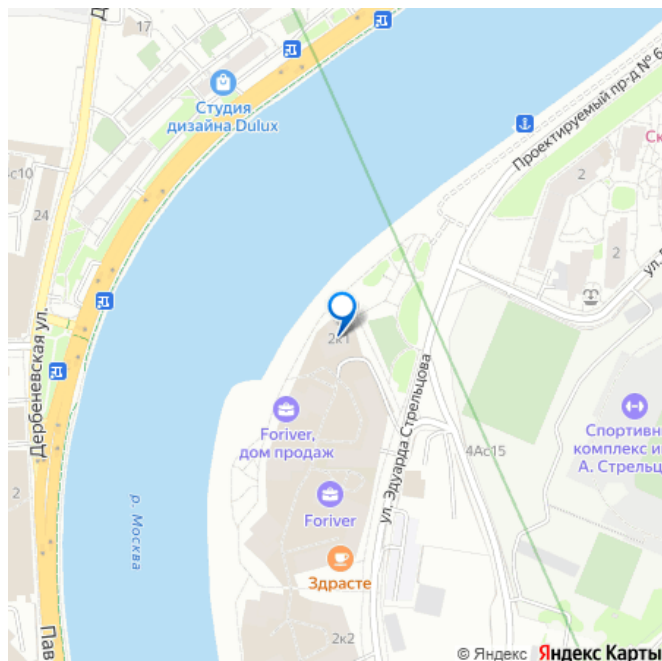 17
Студия
дизайна Dulux
Проектируемый пр-д № 6
4с10
2
24
2
Дербеневская ул.
2к1
ул. Эдуарда Стрельцова
Foriver,
дом продаж
4Ас15
Спортивн
комплекс и
А. Стрельц
2
Foriver
р. Москва
Здрасте
2к2
Пав
© Яндекс Яндекс Карты